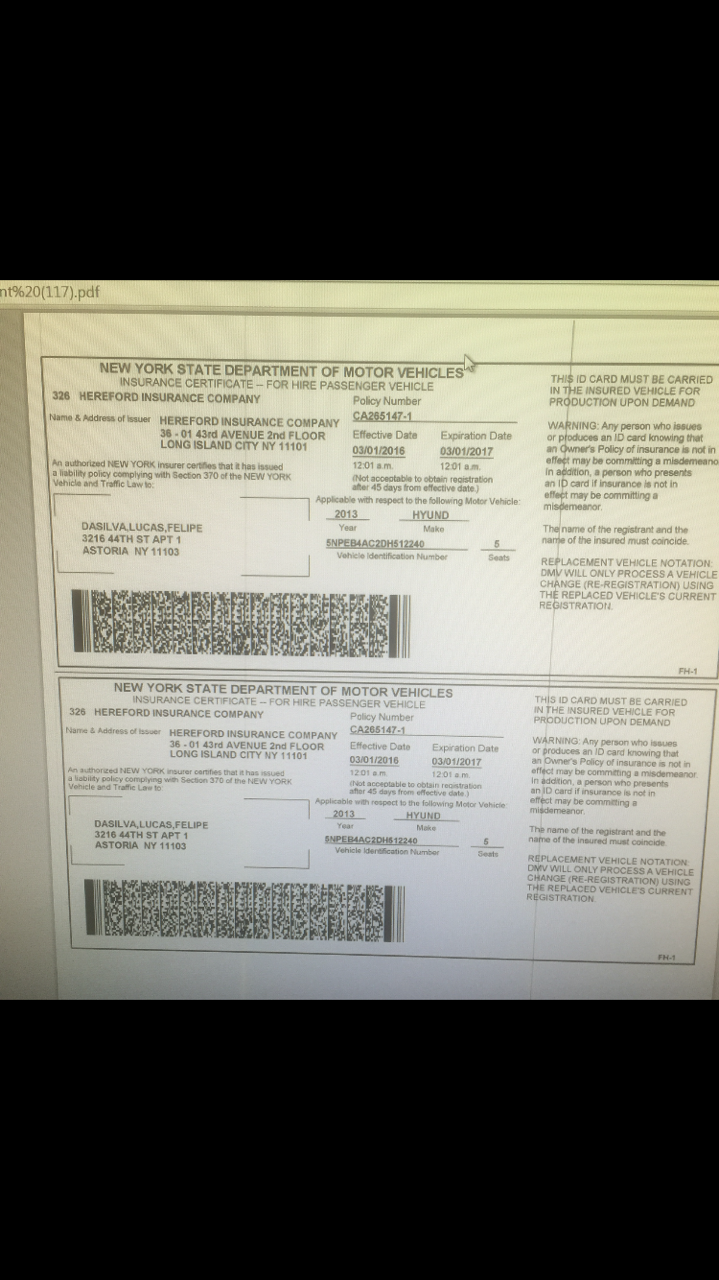 nt%20(117).pdf
NEW YORK STATE DEPARTMENT OF MOTOR VEHICLES
INSURANCE CERTIFICATE -- FOR HIRE PASSENGER VEHICLE
326 HEREFORD INSURANCE COMPANY
Policy Number
CA265147-1
Name & Address of Issuer HEREFORD INSURANCE COMPANY
36 - 01 43rd AVENUE 2nd FLOOR
LONG ISLAND CITY NY 11101
Effective Date Expiration Date
03/01/2016 03/01/2017
12:01 a.m. 12:01 a.m.
(Not acceptable to obtain registration
after 45 days from effective date.)
An authorized NEW YORK insurer certifies that it has issued
a liability policy complying with Section 370 of the NEW YORK
Vehicle and Traffic Law to:
Applicable with respect to the following Motor Vehicle:
2013 HYUND
Year Make
5NPEB4AC2DH512240 5
Vehicle Identification Number Seats
DASILVA,LUCAS,FELIPE
3216 44TH ST APT 1
ASTORIA NY 11103
THIS ID CARD MUST BE CARRIED
IN THE INSURED VEHICLE FOR
PRODUCTION UPON DEMAND
WARNING: Any person who issues
or produces an ID card knowing that
an Owner's Policy of insurance is not in
effect may be committing a misdemeano
In addition, a person who presents
an ID card if insurance is not in
effect may be committing a
misdemeanor.
The name of the registrant and the
name of the insured must coincide.
REPLACEMENT VEHICLE NOTATION:
DMV WILL ONLY PROCESS A VEHICLE
CHANGE (RE-REGISTRATION) USING
THE REPLACED VEHICLE'S CURRENT
REGISTRATION.
FH-1
NEW YORK STATE DEPARTMENT OF MOTOR VEHICLES
INSURANCE CERTIFICATE -- FOR HIRE PASSENGER VEHICLE
326 HEREFORD INSURANCE COMPANY
Policy Number
CA265147-1
Name & Address of Issuer HEREFORD INSURANCE COMPANY
36 - 01 43rd AVENUE 2nd FLOOR
LONG ISLAND CITY NY 11101
Effective Date Expiration Date
03/01/2016 03/01/2017
12:01 a.m. 12:01 a.m.
(Not acceptable to obtain registration
after 45 days from effective date.)
An authorized NEW YORK insurer certifies that it has issued
a liability policy complying with Section 370 of the NEW YORK
Vehicle and Traffic Law to:
Applicable with respect to the following Motor Vehicle:
2013 HYUND
Year Make
5NPEB4AC2DH512240 5
Vehicle Identification Number Seats
DASILVA,LUCAS,FELIPE
3216 44TH ST APT 1
ASTORIA NY 11103
THIS ID CARD MUST BE CARRIED
IN THE INSURED VEHICLE FOR
PRODUCTION UPON DEMAND
WARNING: Any person who issues
or produces an ID card knowing that
an Owner's Policy of insurance is not in
effect may be committing a misdemeanor.
In addition, a person who presents
an ID card if insurance is not in
effect may be committing a
misdemeanor.
The name of the registrant and the
name of the insured must coincide.
REPLACEMENT VEHICLE NOTATION:
DMV WILL ONLY PROCESS A VEHICLE
CHANGE (RE-REGISTRATION) USING
THE REPLACED VEHICLE'S CURRENT
REGISTRATION.
FH-1